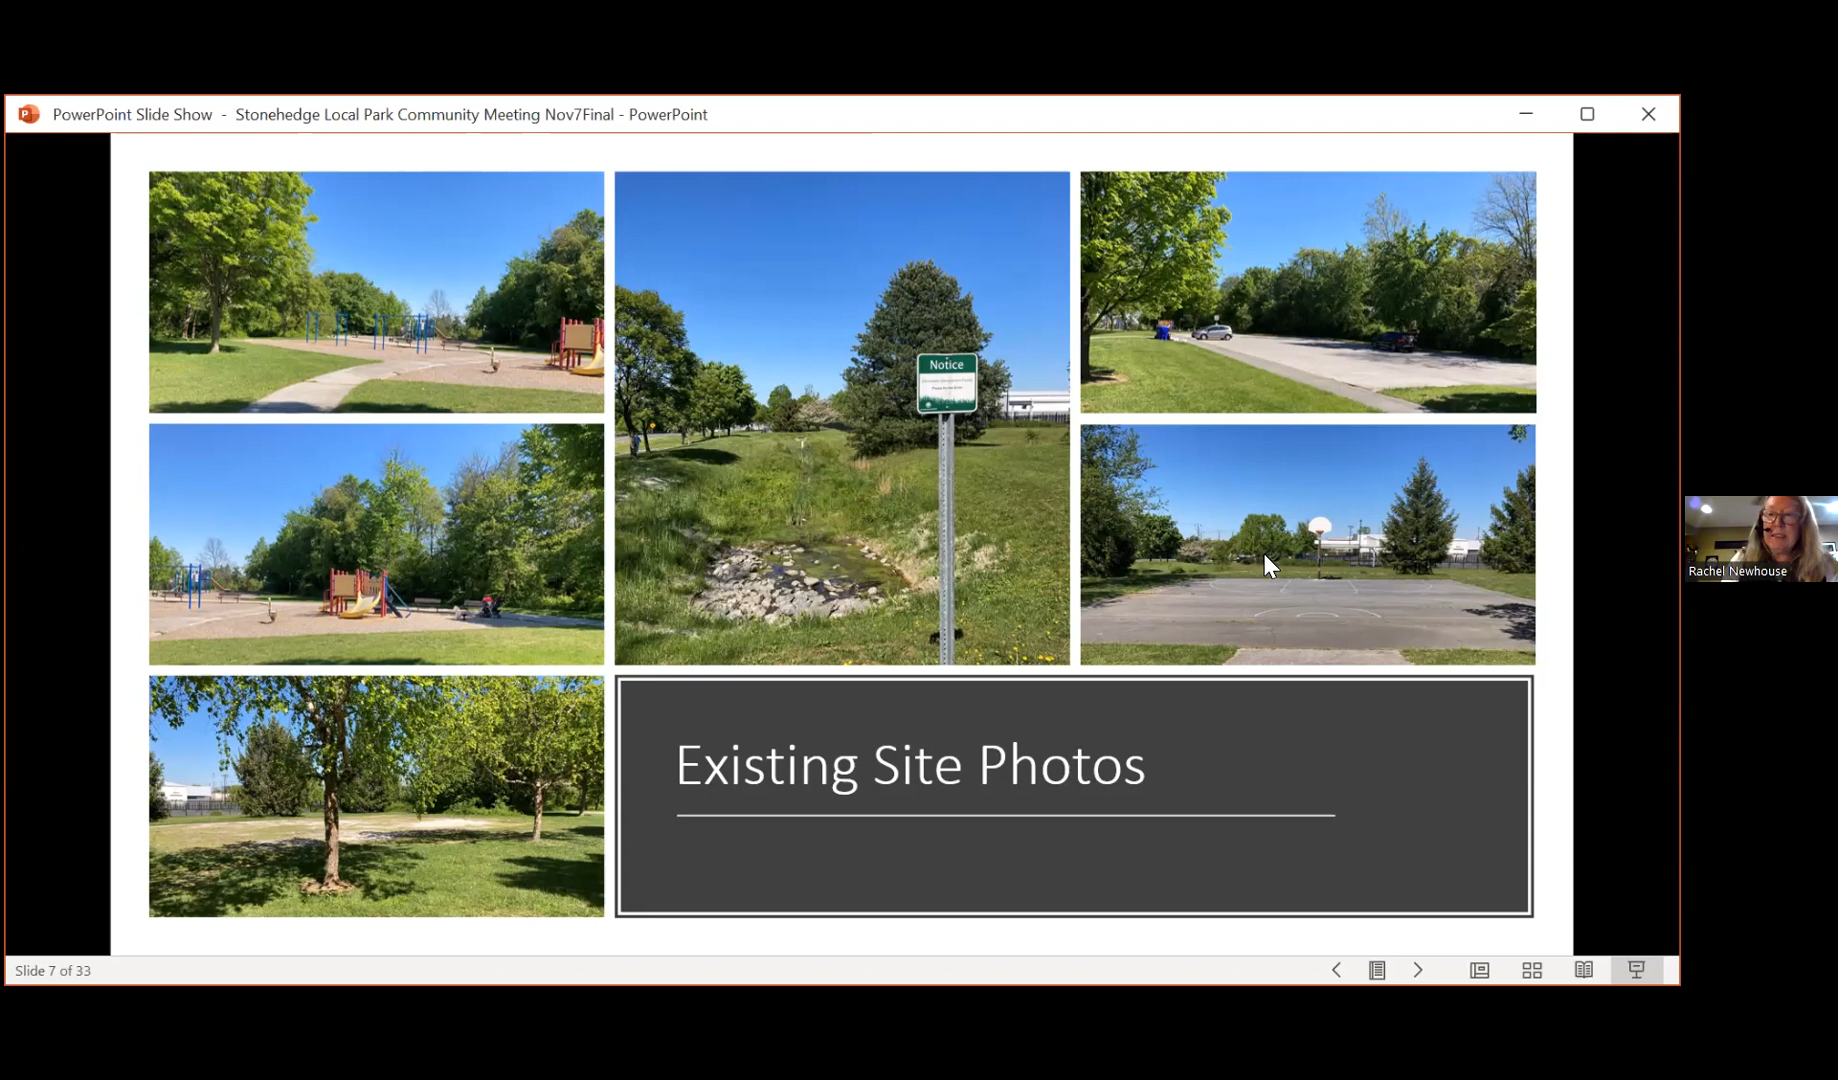 PowerPoint Slide Show - Stonehedge Local Park Community Meeting Nov7Final - PowerPoint
Notice
Existing Site Photos
Rachel Newhouse
Slide 7 of 33